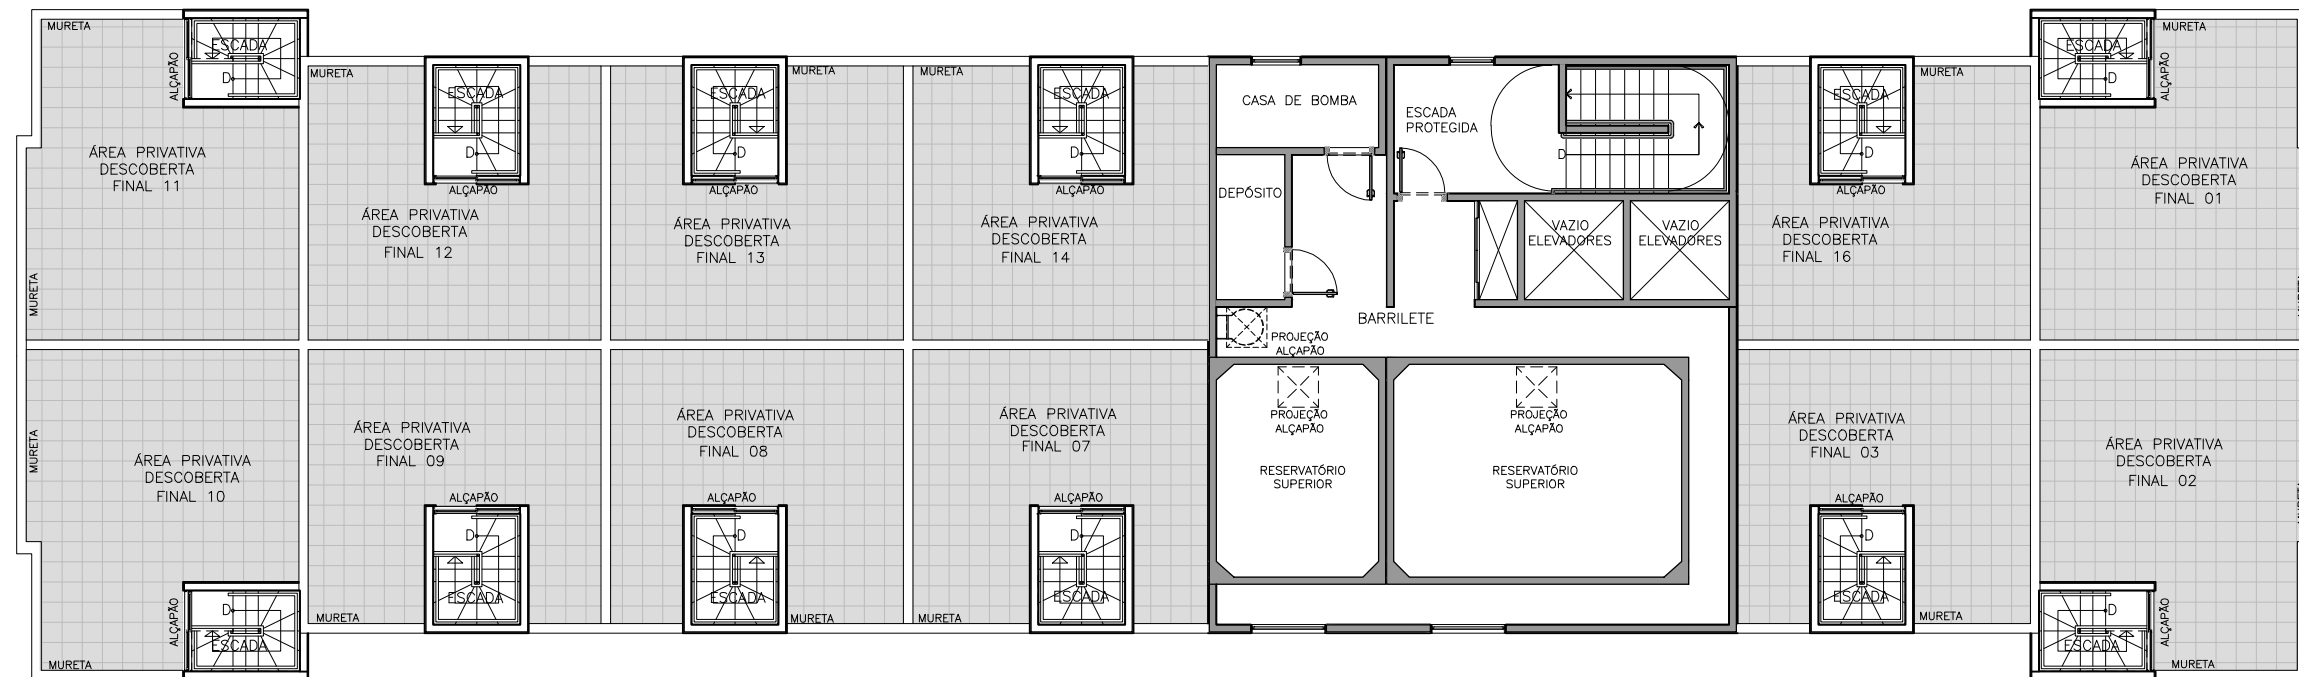 MURETA
ALÇAPÃO
ESCADA
D
ÁREA PRIVATIVA
DESCOBERTA
FINAL 11
MURETA
MURETA
ESCADA
D
ALÇAPÃO
ÁREA PRIVATIVA
DESCOBERTA
FINAL 12
ESCADA
D
ALÇAPÃO
MURETA
ÁREA PRIVATIVA
DESCOBERTA
FINAL 13
MURETA
ESCADA
D
ALÇAPÃO
ÁREA PRIVATIVA
DESCOBERTA
FINAL 14
CASA DE BOMBA
DEPÓSITO
ESCADA
PROTEGIDA
D
VAZIO
ELEVADORES
VAZIO
ELEVADORES
BARRILETE
PROJEÇÃO
ALÇAPÃO
ESCADA
D
ALÇAPÃO
MURETA
ÁREA PRIVATIVA
DESCOBERTA
FINAL 16
ESCADA
D
ALÇAPÃO
MURETA
ÁREA PRIVATIVA
DESCOBERTA
FINAL 01
MURETA
ÁREA PRIVATIVA
DESCOBERTA
FINAL 10
ALÇAPÃO
D
ESCADA
MURETA
ÁREA PRIVATIVA
DESCOBERTA
FINAL 09
ALÇAPÃO
D
ESCADA
MURETA
ÁREA PRIVATIVA
DESCOBERTA
FINAL 08
ALÇAPÃO
D
ESCADA
MURETA
ÁREA PRIVATIVA
DESCOBERTA
FINAL 07
ALÇAPÃO
D
ESCADA
MURETA
PROJEÇÃO
ALÇAPÃO
RESERVATÓRIO
SUPERIOR
PROJEÇÃO
ALÇAPÃO
RESERVATÓRIO
SUPERIOR
ÁREA PRIVATIVA
DESCOBERTA
FINAL 03
ALÇAPÃO
D
ESCADA
MURETA
ÁREA PRIVATIVA
DESCOBERTA
FINAL 02
D
ESCADA
ALÇAPÃO
MURETA